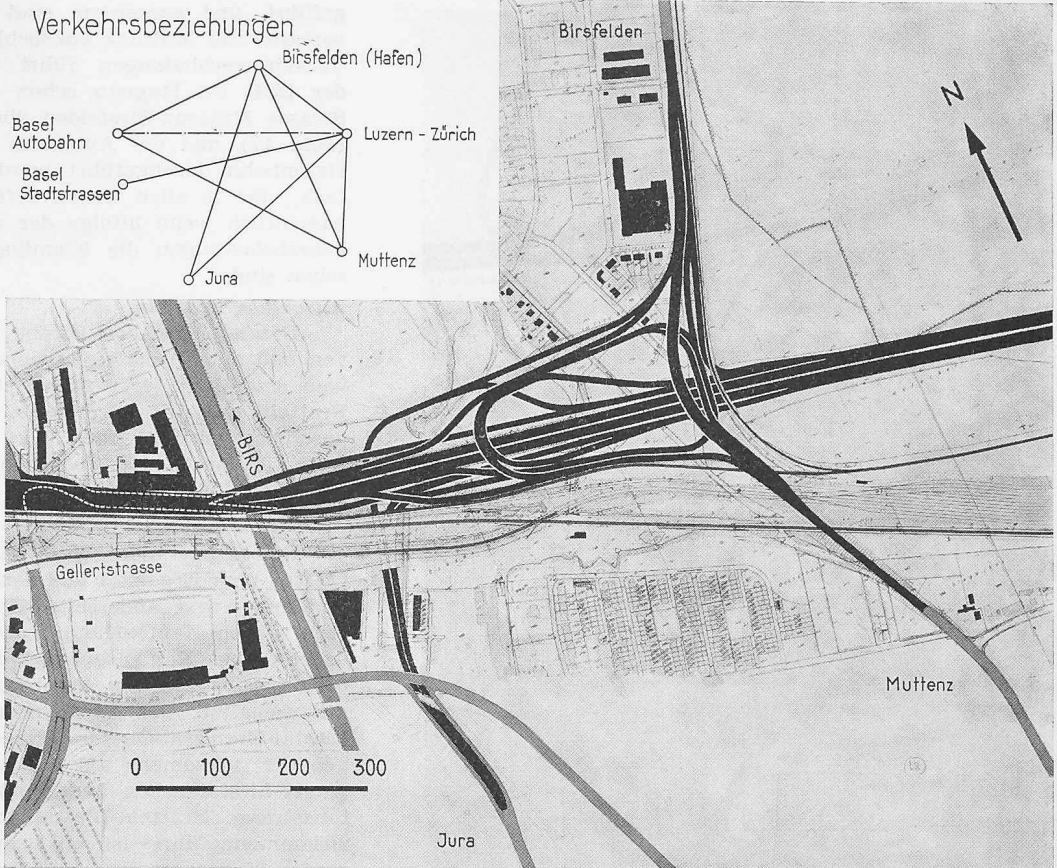 Verkehrsbeziehungen
Birsfelden (Hafen)
Basel
Autobahn
Luzern - Zürich
Basel
Stadtstrassen
Muttenz
Jura
Birsfelden
N
BIRS
Gellertstrasse
Muttenz
0 100 200 300
Jura